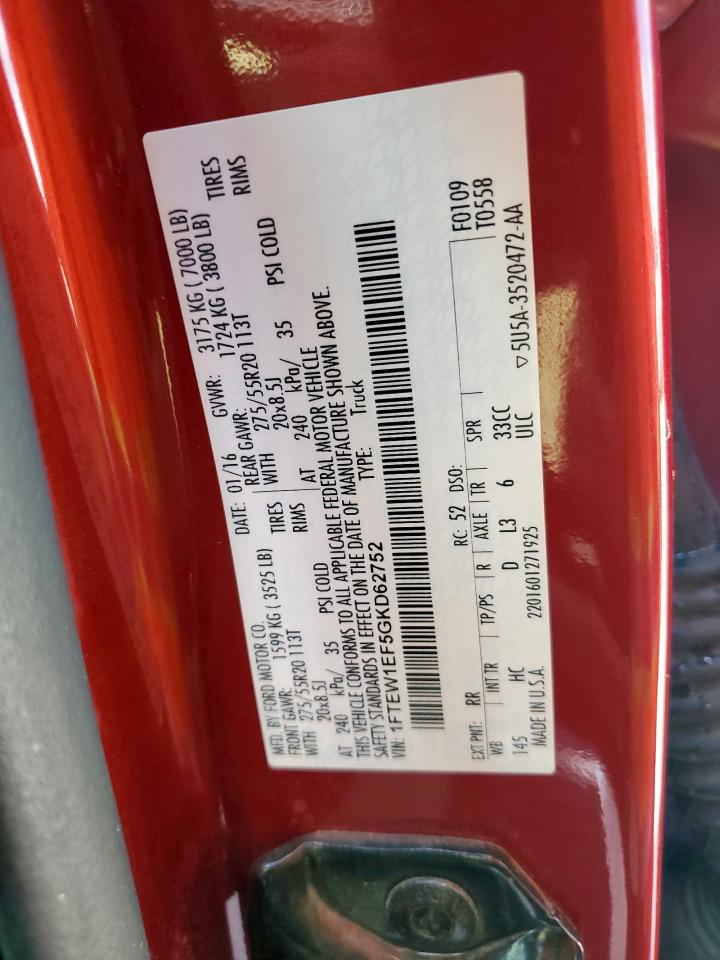 MFD. BY FORD MOTOR CO. DATE: 01/16 GVWR: 3175 KG ( 7000 LB)
FRONT GAWR: 1599 KG ( 3525 LB) REAR GAWR: 1724 KG ( 3800 LB)
WITH 275/55R20 113T TIRES WITH 275/55R20 113T TIRES
20x8.5J RIMS 20x8.5J RIMS
AT 240 kPa/ 35 PSI COLD AT 240 kPa/ 35 PSI COLD
THIS VEHICLE CONFORMS TO ALL APPLICABLE FEDERAL MOTOR VEHICLE
SAFETY STANDARDS IN EFFECT ON THE DATE OF MANUFACTURE SHOWN ABOVE.
VIN: 1FTEW1EF5GKD62752 TYPE: Truck
EXT PNT: RR RC: 52 DSO: F0109
WB INT TR TP/PS R AXLE TR SPR T0558
145 HC D L3 6 33CC
MADE IN U.S.A. 2201601271925 ULC ▽5U5A-3520472-AA